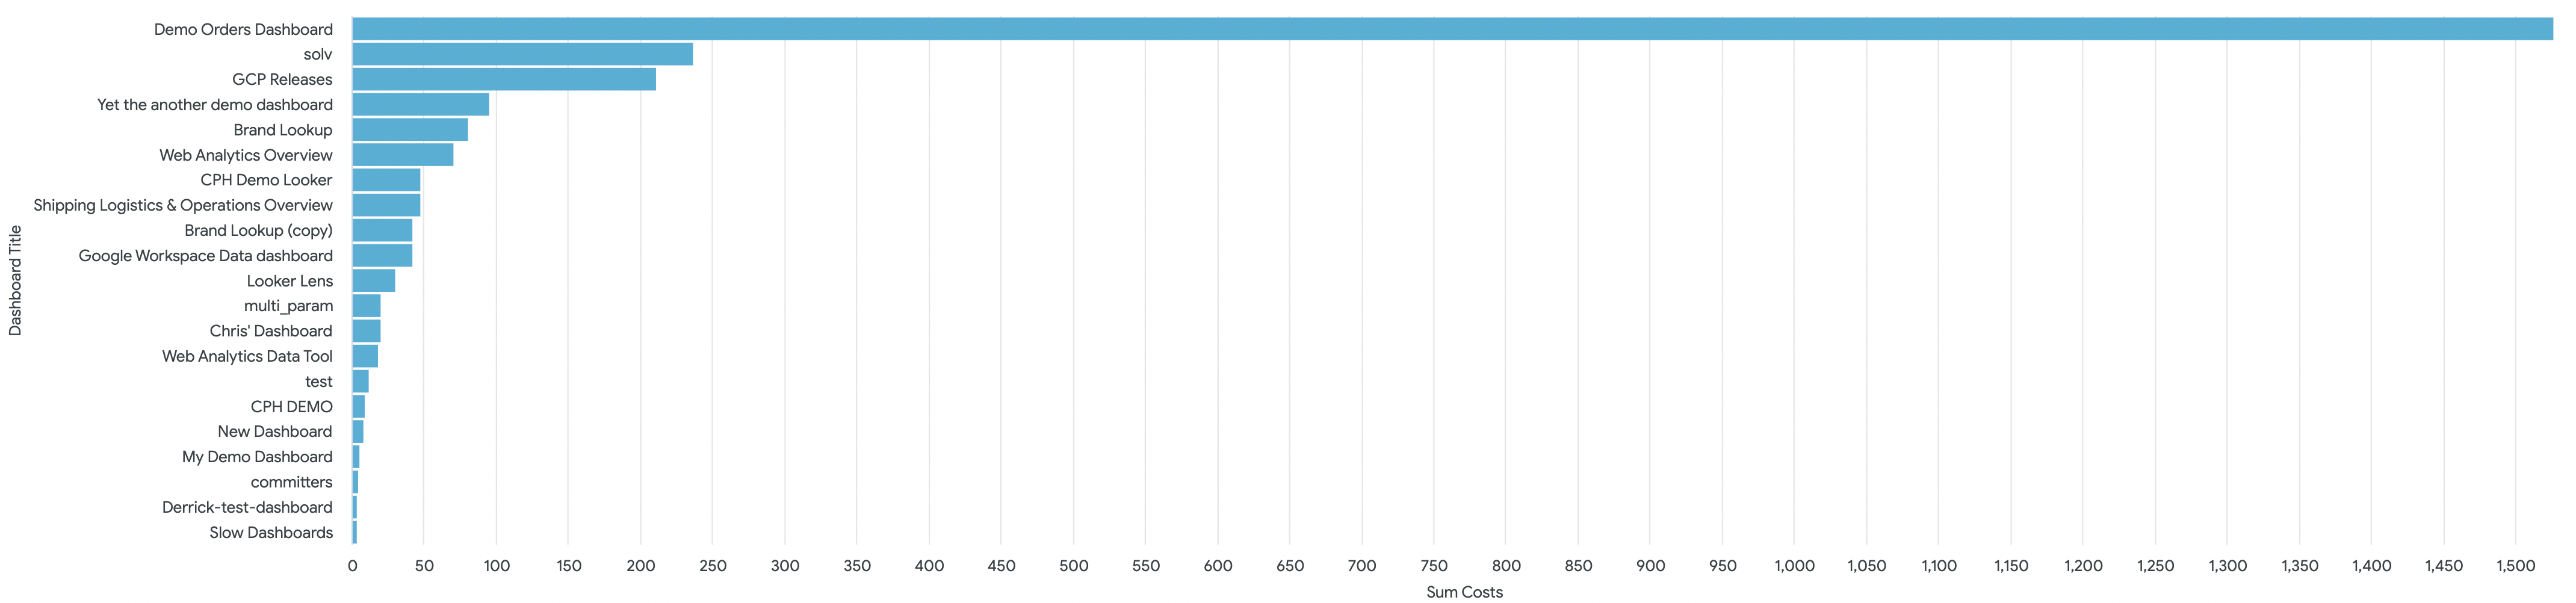 Demo Orders Dashboard
solv
GCP Releases
Yet the another demo dashboard
Brand Lookup
Web Analytics Overview
CPH Demo Looker
Shipping Logistics & Operations Overview
Brand Lookup (copy)
Google Workspace Data dashboard
Looker Lens
multi_param
Chris' Dashboard
Web Analytics Data Tool
test
CPH DEMO
New Dashboard
My Demo Dashboard
committers
Derrick-test-dashboard
Slow Dashboards
Dashboard Title
0 50 100 150 200 250 300 350 400 450 500 550 600 650 700 750 800 850 900 950 1,000 1,050 1,100 1,150 1,200 1,250 1,300 1,350 1,400 1,450 1,500
Sum Costs